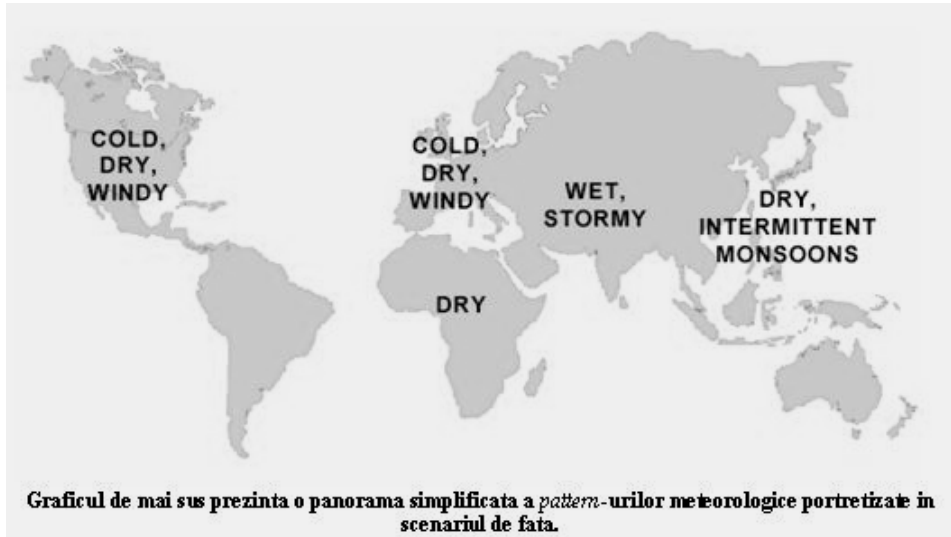 COLD,
DRY,
WINDY
COLD,
DRY,
WINDY
WET,
STORMY
DRY,
INTERMITTENT
MONSOONS
DRY
Graficul de mai sus prezinta o panorama simplificata a pattern-urilor meteorologice portretizate in
scenariul de fata.